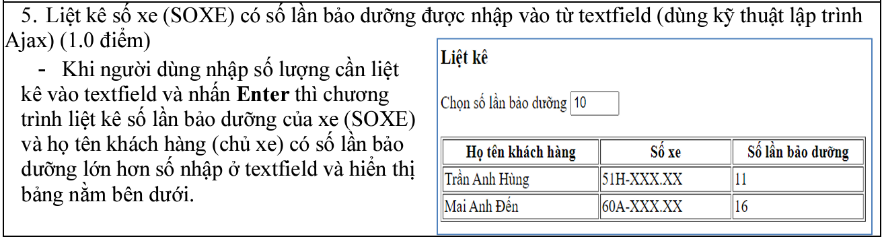 5. Liệt kê số xe (SOXE) có số lần bảo dưỡng được nhập vào từ textfield (dùng kỹ thuật lập trình
Ajax) (1.0 điểm)
- Khi người dùng nhập số lượng cần liệt
kê vào textfield và nhấn Enter thì chương
trình liệt kê số lần bảo dưỡng của xe (SOXE)
và họ tên khách hàng (chủ xe) có số lần bảo
dưỡng lớn hơn số nhập ở textfield và hiển thị
bảng nằm bên dưới.
Liệt kê
Chọn số lần bảo dưỡng 10
Họ tên khách hàng Số xe Số lần bảo dưỡng
Trần Anh Hùng 51H-XXX.XX 11
Mai Anh Đến 60A-XXX.XX 16